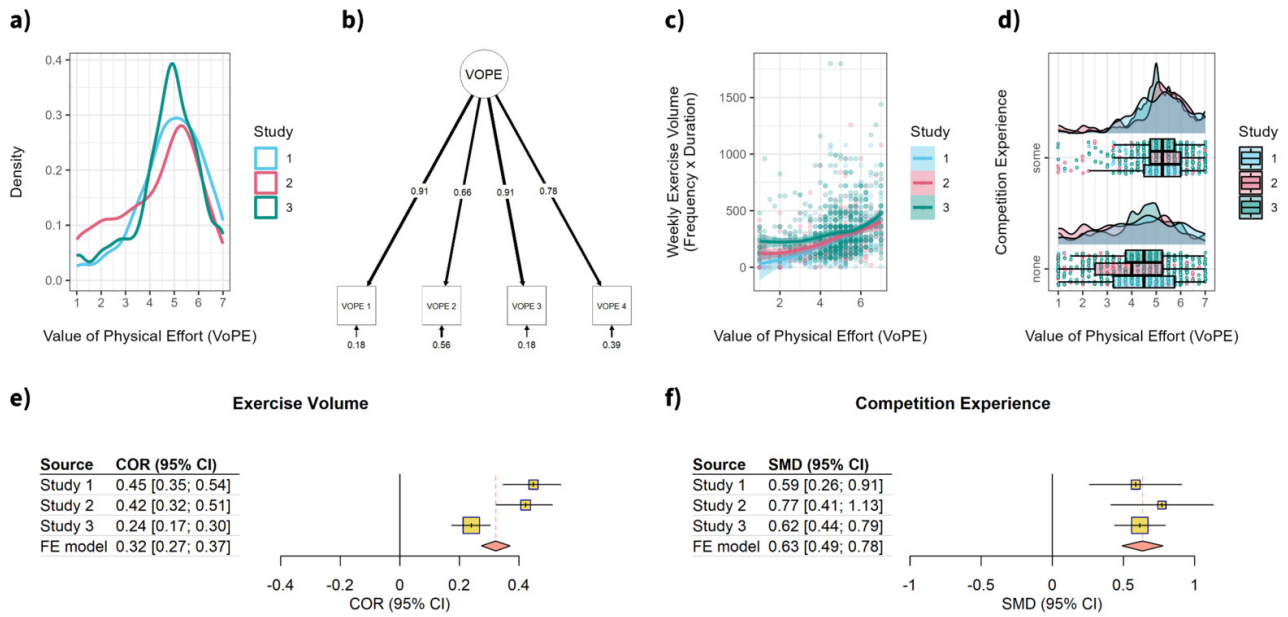 a)
0.4
0.3
0.2
0.1
0.0
Density
1 2 3 4 5 6 7
Value of Physical Effort (VoPE)
Study
1
2
3
b)
VOPE
0.91 0.66 0.91 0.78
VOPE 1 VOPE 2 VOPE 3 VOPE 4
0.18 0.56 0.18 0.39
c)
Weekly Exercise Volume
(Frequency x Duration)
1500
1000
500
0
2 4 6
Value of Physical Effort (VoPE)
Study
1
2
3
d)
Competition Experience
some
none
1 2 3 4 5 6 7
Value of Physical Effort (VoPE)
Study
1
2
3
e)
Exercise Volume
Source COR (95% CI)
Study 1 0.45 [0.35; 0.54]
Study 2 0.42 [0.32; 0.51]
Study 3 0.24 [0.17; 0.30]
FE model 0.32 [0.27; 0.37]
-0.4 -0.2 0 0.2 0.4
COR (95% CI)
f)
Competition Experience
Source SMD (95% CI)
Study 1 0.59 [0.26; 0.91]
Study 2 0.77 [0.41; 1.13]
Study 3 0.62 [0.44; 0.79]
FE model 0.63 [0.49; 0.78]
-1 -0.5 0 0.5 1
SMD (95% CI)